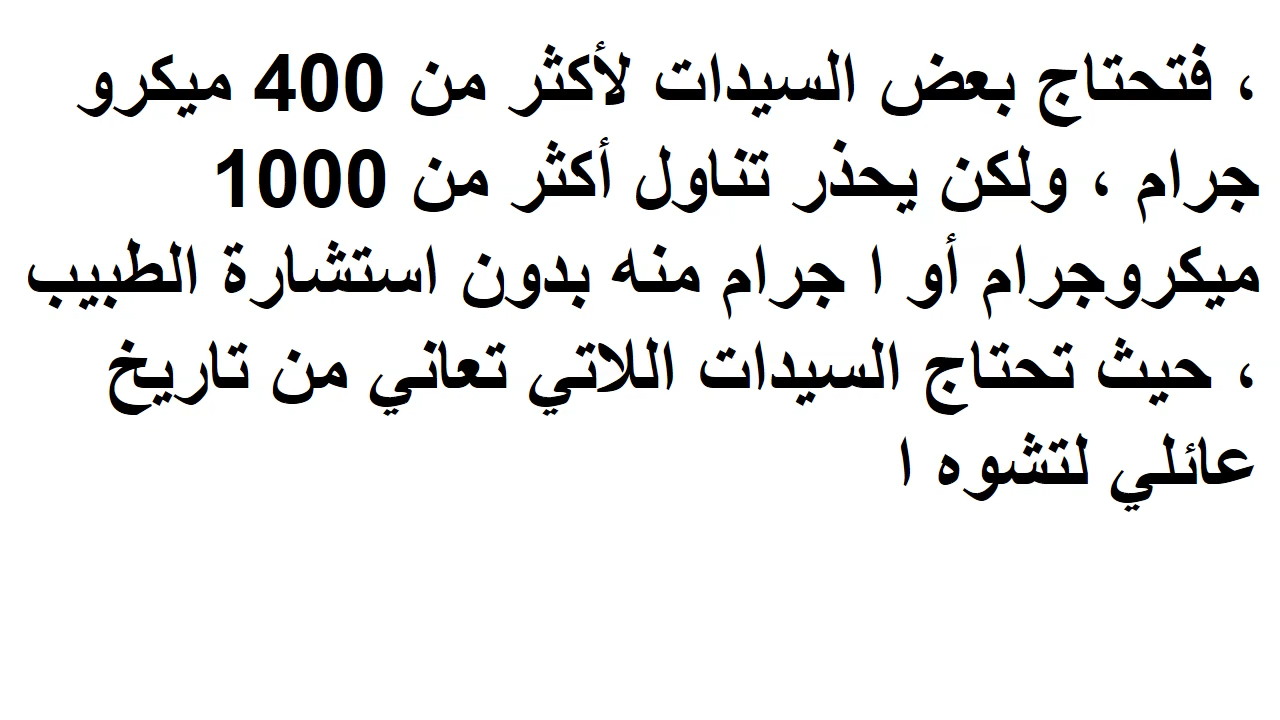 ، فتحتاج بعض السيدات لأكثر من 400 ميكرو
جرام ، ولكن يحذر تناول أكثر من 1000
ميكروجرام أو ا جرام منه بدون استشارة الطبيب
، حيث تحتاج السيدات اللاتي تعاني من تاريخ
عائلي لتشوه ا